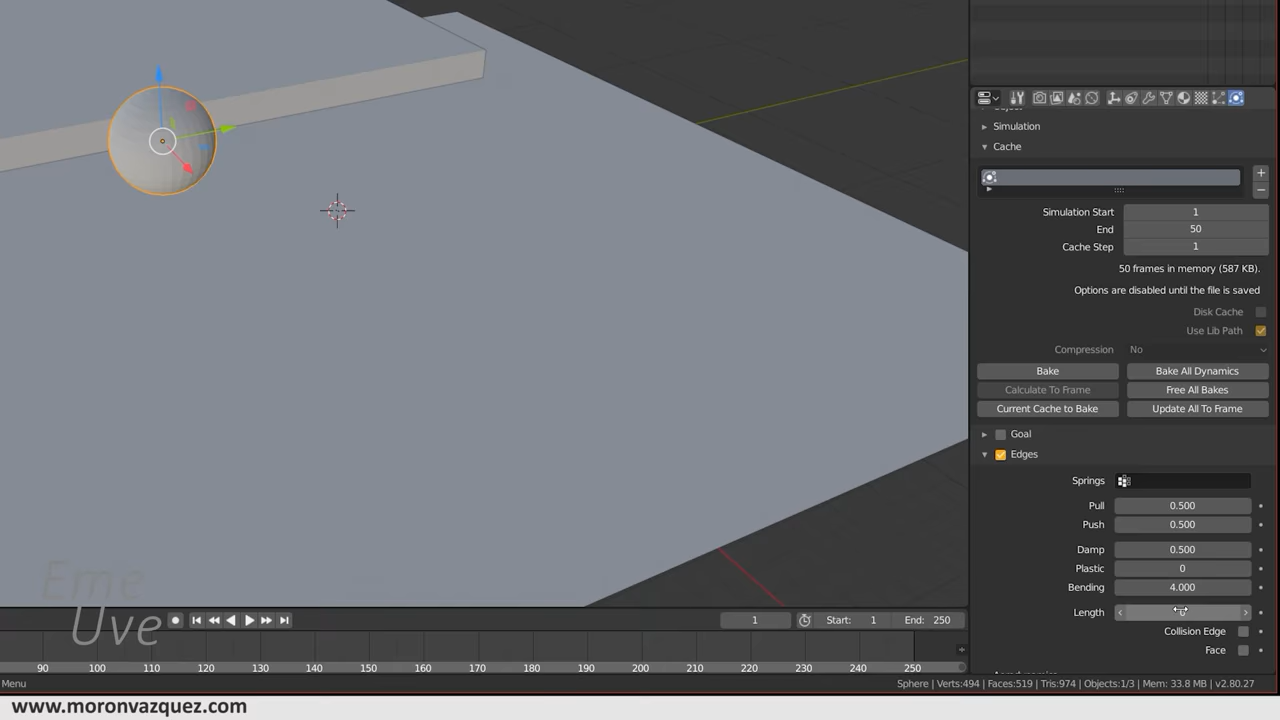 Simulation
Cache
Simulation Start 1
End 50
Cache Step 1
50 frames in memory (587 KB).
Options are disabled until the file is saved
Disk Cache
Use Lib Path
Compression No
Bake Bake All Dynamics
Calculate To Frame Free All Bakes
Current Cache to Bake Update All To Frame
Goal
Edges
Springs
Pull 0.500
Push 0.500
Damp 0.500
Plastic 0
Bending 4.000
Length
Collision Edge
Face
Eme
Uve
1 Start: 1 End: 250
90 100 110 120 130 140 150 160 170 180 190 200 210 220 230 240 250
Menu Sphere | Verts:494 | Faces:519 | Tris:974 | Objects:1/3 | Mem: 33.8 MB | v2.80.27
www.moronvazquez.com